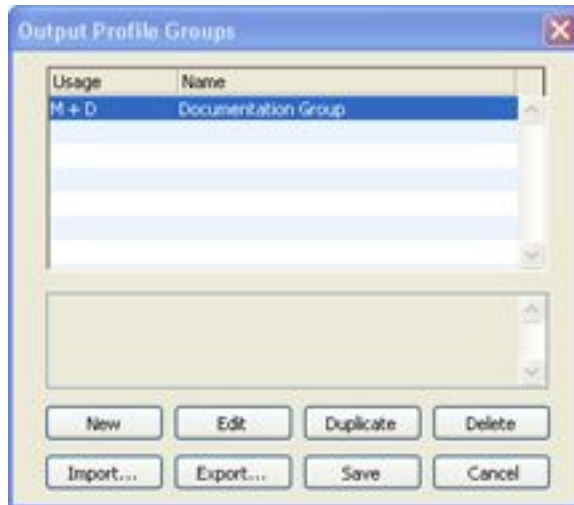 Output Profile Groups
Usage Name
M + D Documentation Group
New Edit Duplicate Delete
Import... Export... Save Cancel